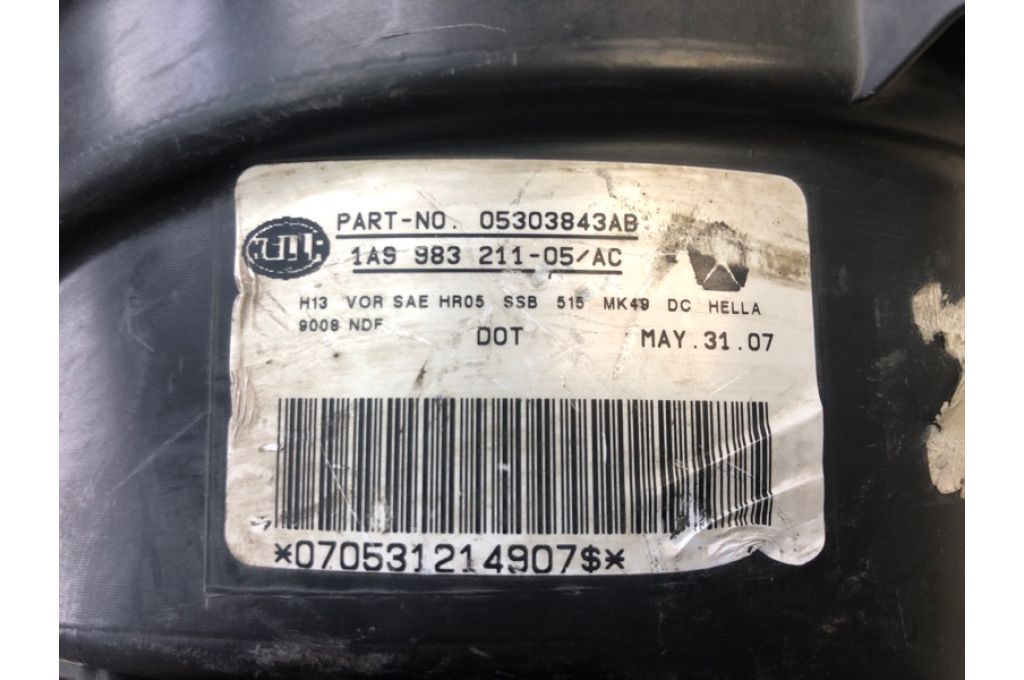 PART-NO. 05303843AB
1A9 983 211-05/AC
H13 VOR SAE HR05 SSB 515 MK49 DC HELLA
9008 NDF
DOT MAY.31.07
*070531214907$*